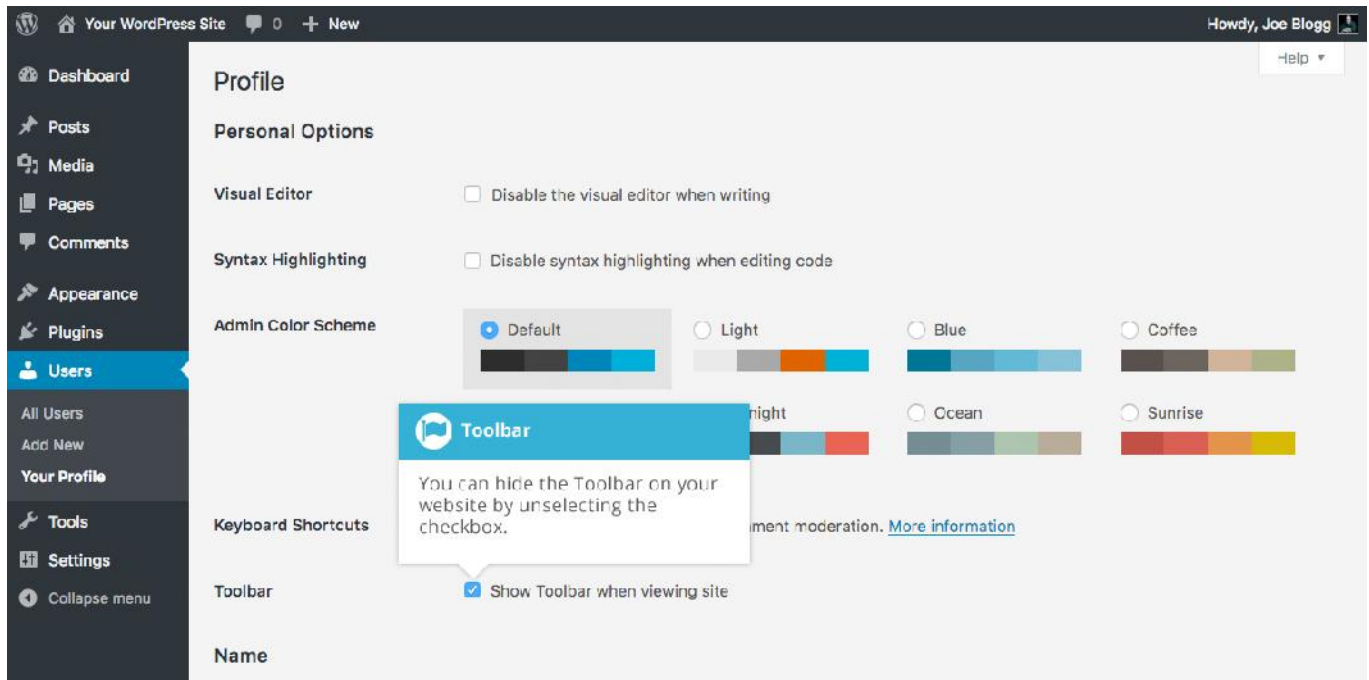 Your WordPress Site 0 + New Howdy, Joe Blogg
Help
Dashboard
Posts
Media
Pages
Comments
Appearance
Plugins
Users
All Users
Add New
Your Profile
Tools
Settings
Collapse menu
Profile
Personal Options
Visual Editor Disable the visual editor when writing
Syntax Highlighting Disable syntax highlighting when editing code
Admin Color Scheme Default Light Blue Coffee
night Ocean Sunrise
Toolbar
You can hide the Toolbar on your
website by unselecting the
checkbox.
Keyboard Shortcuts ment moderation. More information
Toolbar Show Toolbar when viewing site
Name